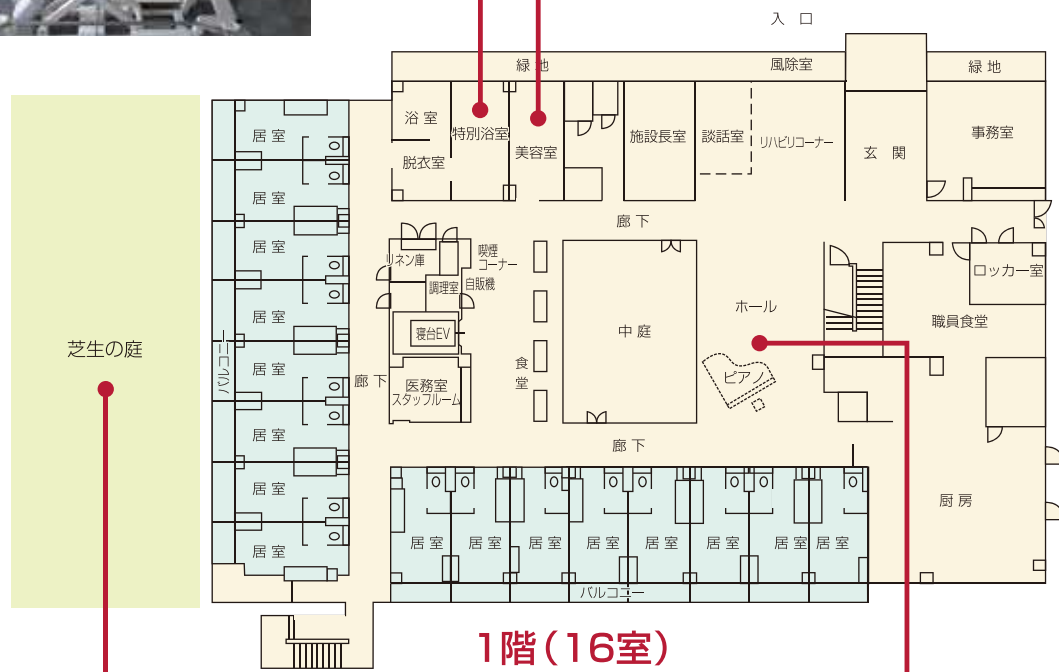 入口
緑地
風除室
緑地
浴室
特別浴室
脱衣室
美容室
施設長室
談話室
リハビリコーナー
玄関
事務室
居室
居室
居室
居室
居室
居室
居室
居室
バルコニー
芝生の庭
廊下
リネン庫
喫煙
コーナー
調理室
自販機
寝台EV
廊下
医務室
スタッフルーム
食堂
中庭
ホール
ピアノ
ロッカー室
職員食堂
廊下
厨房
居室
居室
居室
居室
居室
居室
居室
居室
バルコニー
1階(16室)